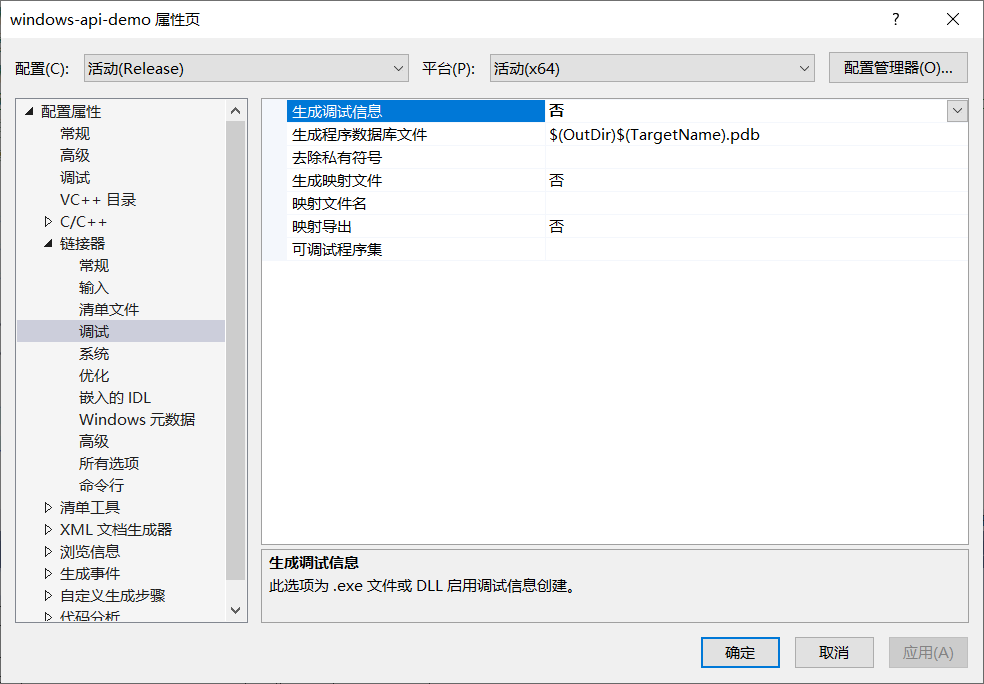 windows-api-demo 属性页
?
配置(C): 活动(Release) 平台(P): 活动(x64) 配置管理器(O)...
配置属性
常规
高级
调试
VC++ 目录
C/C++
链接器
常规
输入
清单文件
调试
系统
优化
嵌入的 IDL
Windows 元数据
高级
所有选项
命令行
清单工具
XML 文档生成器
浏览信息
生成事件
自定义生成步骤
代码分析
生成调试信息 否
生成程序数据库文件 $(OutDir)$(TargetName).pdb
去除私有符号
生成映射文件 否
映射文件名
映射导出 否
可调试程序集
生成调试信息
此选项为 .exe 文件或 DLL 启用调试信息创建。
确定 取消 应用(A)